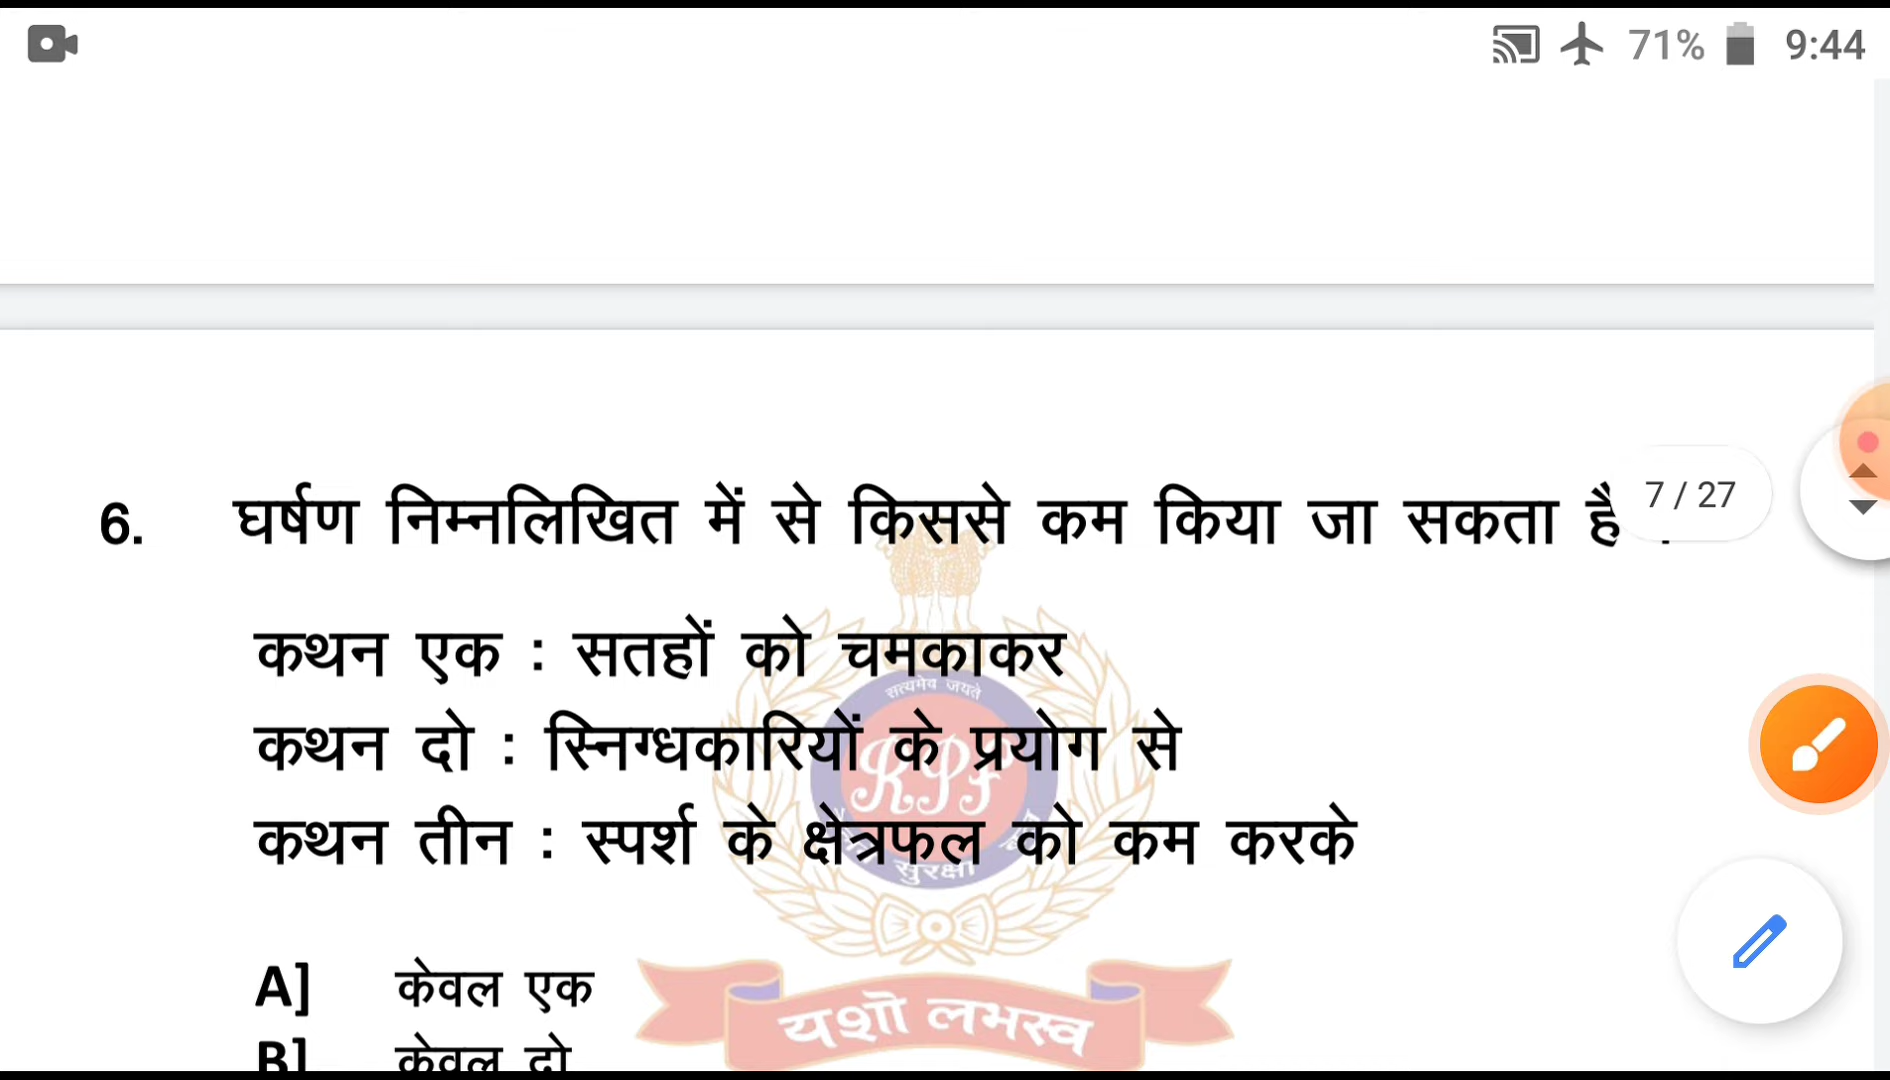 71% 9:44
6. घर्षण निम्नलिखित में से किससे कम किया जा सकता है
7 / 27
कथन एक : सतहों को चमकाकर
सत्यमेव जयते
कथन दो : स्निग्धकारियों के प्रयोग से
RPF
कथन तीन : स्पर्श के क्षेत्रफल को कम करके
सुरक्षा
A] केवल एक
यशो लभस्व
B] केवल दो